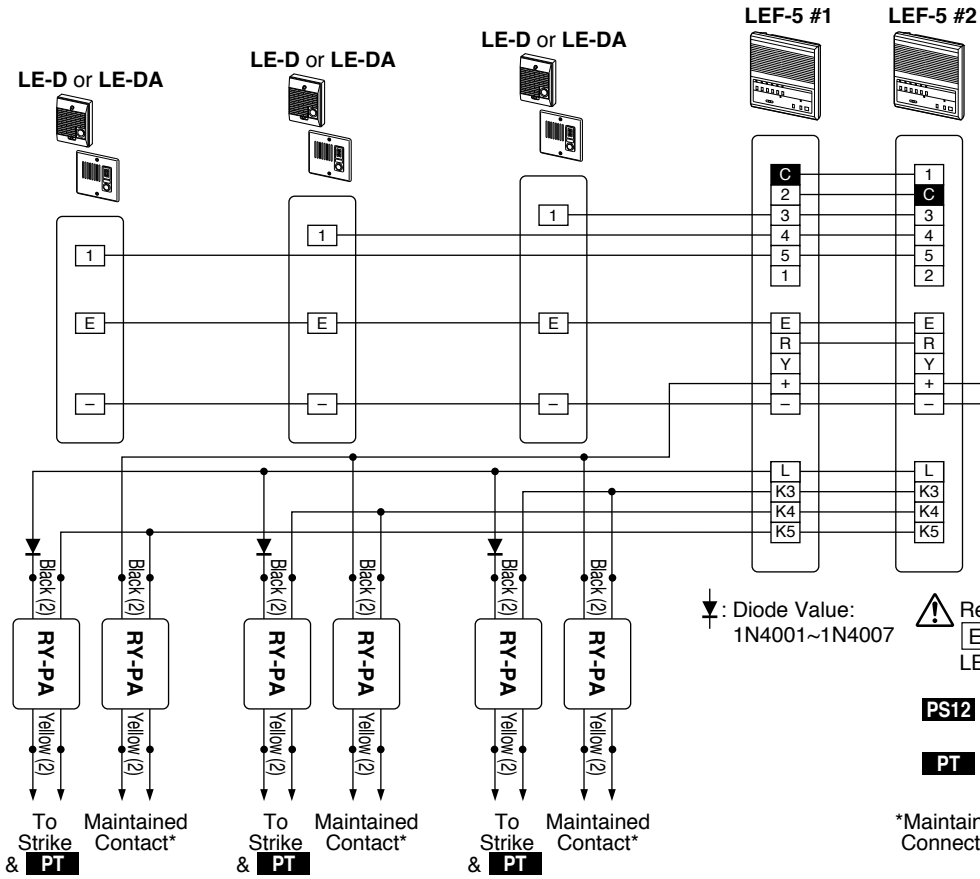 LEF-5 #1
LEF-5 #2
LE-D or LE-DA
LE-D or LE-DA
LE-D or LE-DA
C
2
3
4
5
1
1
C
3
4
5
2
1
1
1
E
E
E
E
R
Y
+
–
E
R
Y
+
–
–
–
–
L
K3
K4
K5
L
K3
K4
K5
Black (2)
Black (2)
Black (2)
Black (2)
Black (2)
Black (2)
RY-PA
RY-PA
RY-PA
RY-PA
RY-PA
RY-PA
Yellow (2)
Yellow (2)
Yellow (2)
Yellow (2)
Yellow (2)
Yellow (2)
To
Strike
& PT
Maintained
Contact*
To
Strike
& PT
Maintained
Contact*
To
Strike
& PT
Maintained
Contact*
: Diode Value:
1N4001~1N4007
E
PS12
PT